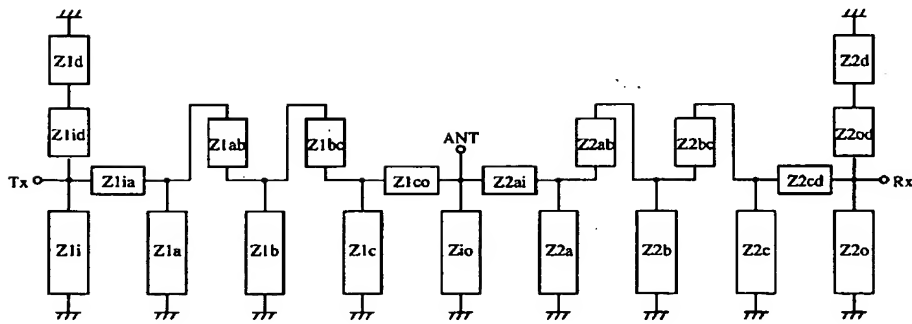 Z1d
Z2d
Z1id
Z1ab
Z1bc
ANT
Z2ab
Z2bc
Z2od
Tx
Z1ia
Z1co
Z2ai
Z2cd
Rx
Z1i
Z1a
Z1b
Z1c
Zio
Z2a
Z2b
Z2c
Z2o